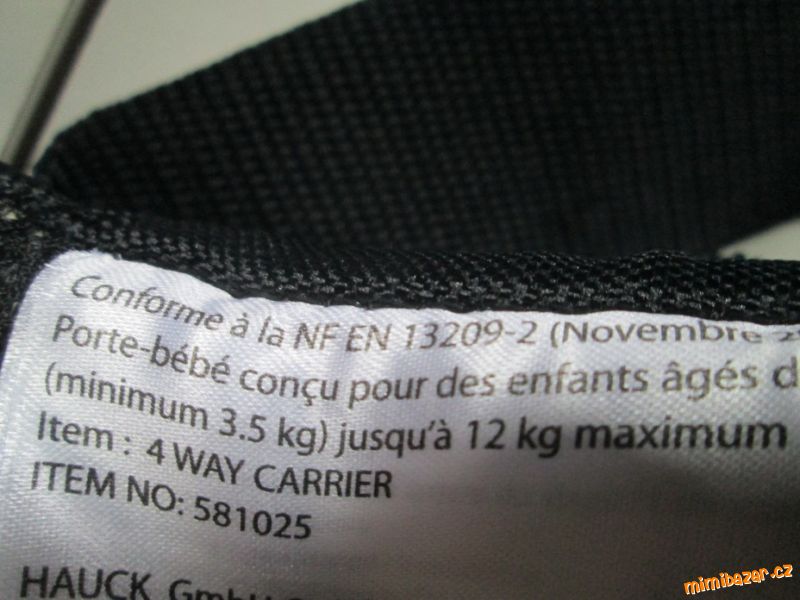 Conforme à la NF EN 13209-2 (Novembre
Porte-bébé conçu pour des enfants âgés
(minimum 3.5 kg) jusqu'à 12 kg maximum
Item : 4 WAY CARRIER
ITEM NO: 581025
HAUCK GmbH
mimibazar.cz